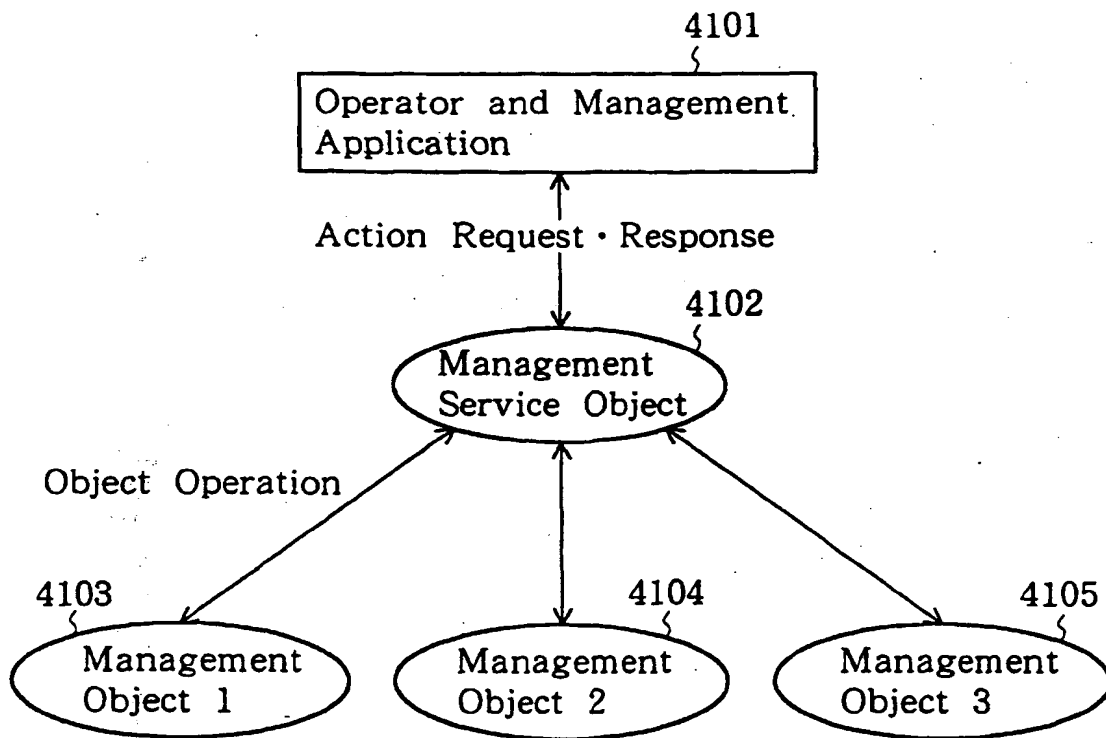 4101
Operator and Management
Application
Action Request・Response
4102
Management
Service Object
Object Operation
4103
4104
4105
Management
Object 1
Management
Object 2
Management
Object 3